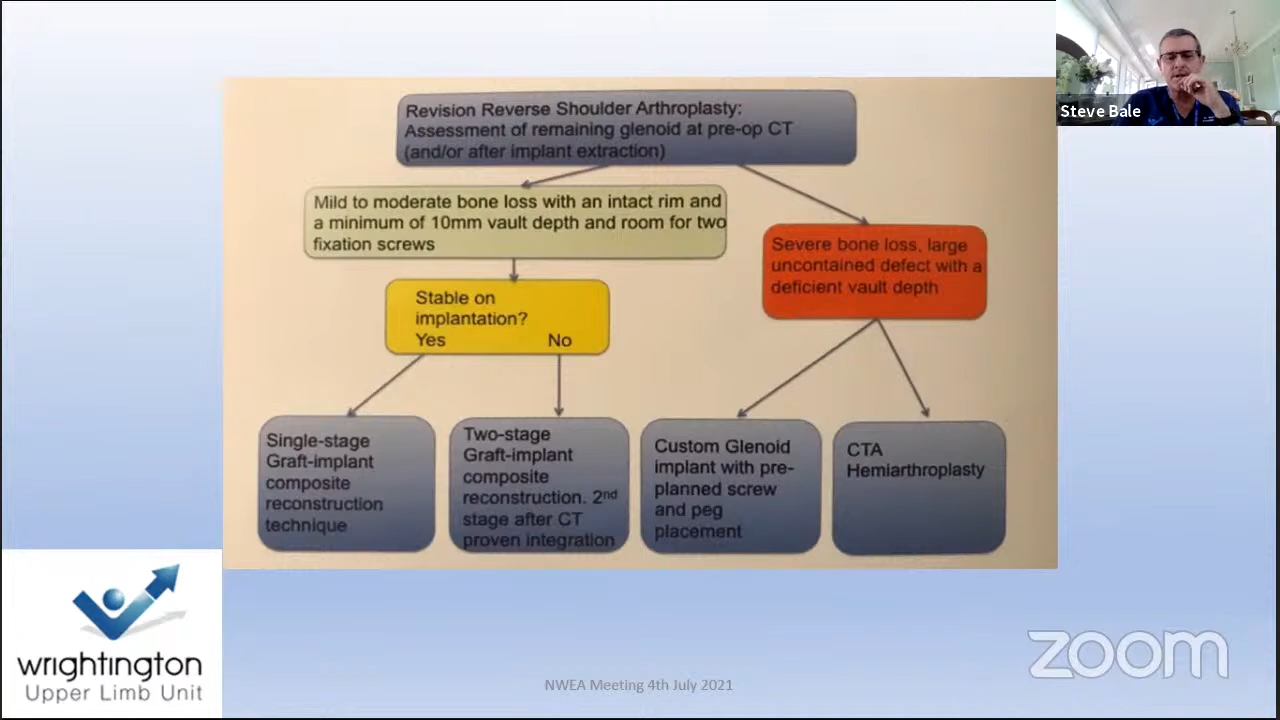 Steve Bale
Revision Reverse Shoulder Arthroplasty:
Assessment of remaining glenoid at pre-op CT
(and/or after implant extraction)
Mild to moderate bone loss with an intact rim and
a minimum of 10mm vault depth and room for two
fixation screws
Severe bone loss, large
uncontained defect with a
deficient vault depth
Stable on
implantation?
Yes No
Single-stage
Graft-implant
composite
reconstruction
technique
Two-stage
Graft-implant
composite
reconstruction. 2nd
stage after CT
proven integration
Custom Glenoid
implant with pre-
planned screw
and peg
placement
CTA
Hemiarthroplasty
wrightington
Upper Limb Unit
NWEA Meeting 4th July 2021
zoom